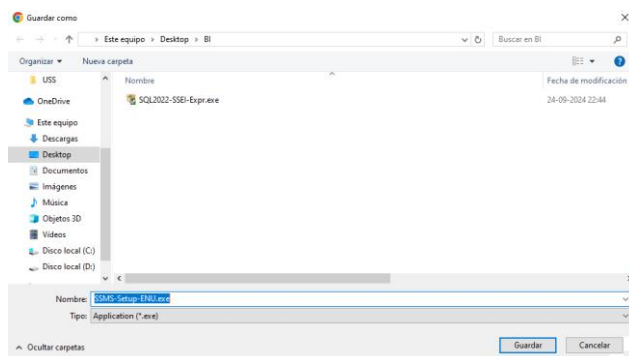 Guardar como
Este equipo > Desktop > BI
Buscar en BI
Organizar
Nueva carpeta
USS
OneDrive
Este equipo
Descargas
Desktop
Documentos
Imágenes
Música
Objetos 3D
Vídeos
Disco local (C:)
Disco local (D:)
Nombre
Fecha de modificación
SQL2022-SSEI-Expr.exe
24-09-2024 22:44
Nombre: SSMS-Setup-ENU.exe
Tipo: Application (*.exe)
Ocultar carpetas
Guardar
Cancelar